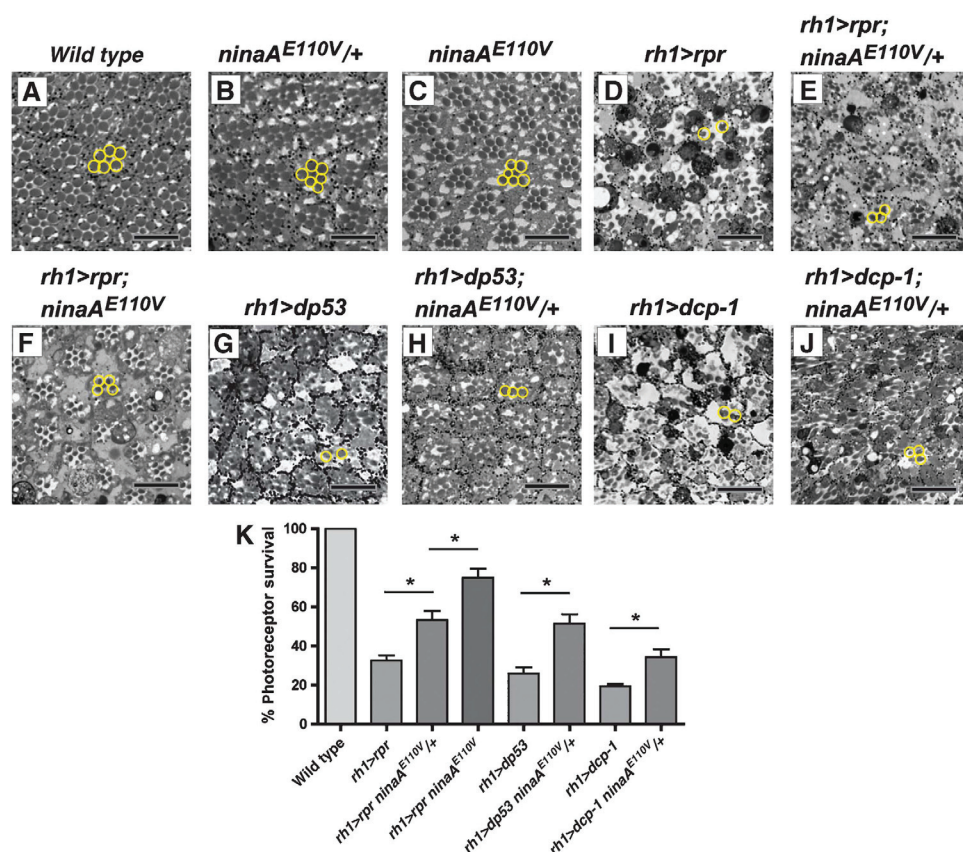 Wild type
ninaA^E110V/+
ninaA^E110V
rh1>rpr
rh1>rpr;
ninaA^E110V/+
A
B
C
D
E
rh1>rpr;
ninaA^E110V
rh1>dp53
rh1>dp53;
ninaA^E110V/+
rh1>dcp-1
rh1>dcp-1;
ninaA^E110V/+
F
G
H
I
J
K
% Photoreceptor survival
100
80
60
40
20
0
*
*
*
*
Wild type
rh1>rpr
rh1>rpr ninaA^E110V/+
rh1>rpr ninaA^E110V
rh1>dp53
rh1>dp53 ninaA^E110V/+
rh1>dcp-1
rh1>dcp-1 ninaA^E110V/+